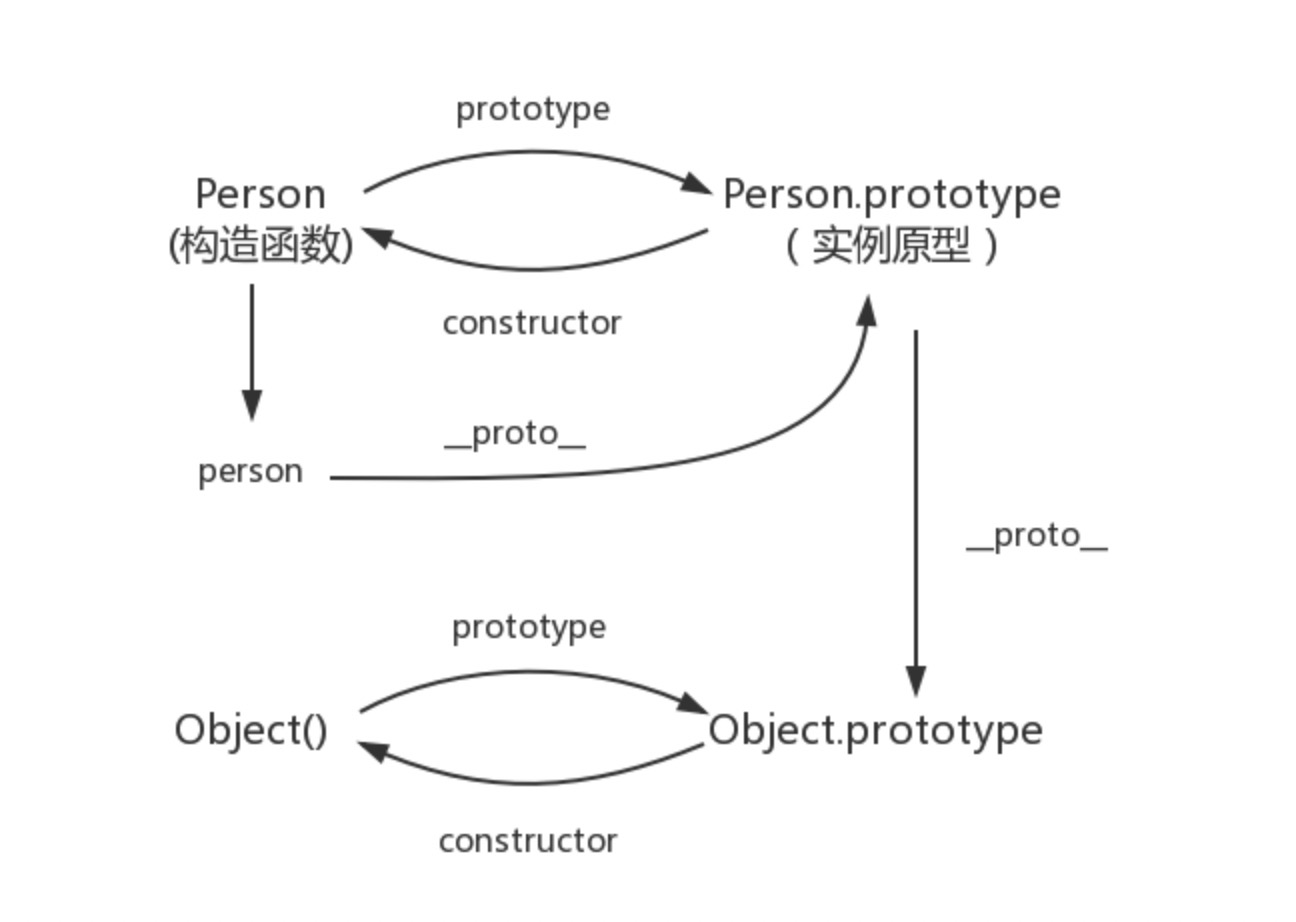 prototype
Person
Person.prototype
(构造函数)
（实例原型）
constructor
__proto__
person
__proto__
prototype
Object()
Object.prototype
constructor